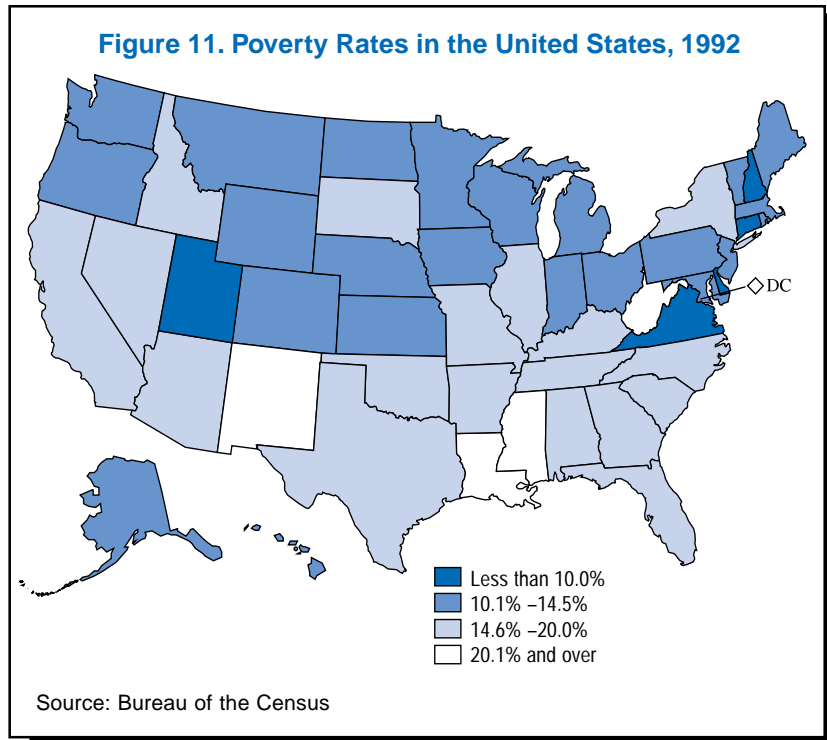 Figure 11. Poverty Rates in the United States, 1992
DC
Less than 10.0%
10.1% –14.5%
14.6% –20.0%
20.1% and over
Source: Bureau of the Census